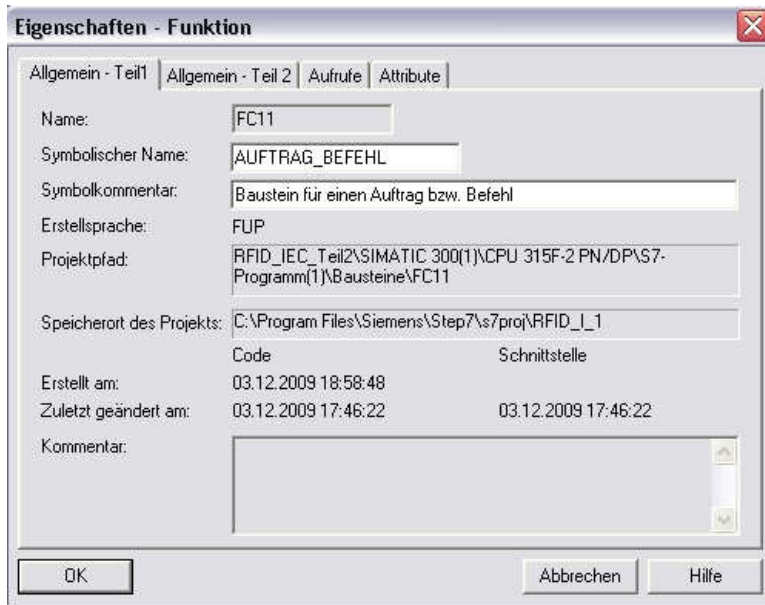 Eigenschaften - Funktion
Allgemein - Teil1 Allgemein - Teil 2 Aufrufe Attribute
Name: FC11
Symbolischer Name: AUFTRAG_BEFEHL
Symbolkommentar: Baustein für einen Auftrag bzw. Befehl
Erstellsprache: FUP
Projektpfad: RFID_IEC_Teil2\SIMATIC 300(1)\CPU 315F-2 PN/DP\S7-
Programm(1)\Bausteine\FC11
Speicherort des Projekts: C:\Program Files\Siemens\Step7\s7proj\RFID_I_1
Code Schnittstelle
Erstellt am: 03.12.2009 18:58:48
Zuletzt geändert am: 03.12.2009 17:46:22 03.12.2009 17:46:22
Kommentar:
OK Abbrechen Hilfe